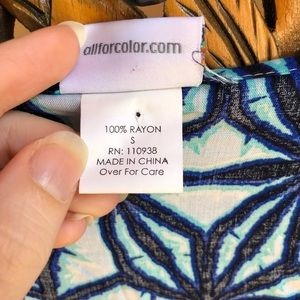 allforcolor.com
100% RAYON
S
RN: 110938
MADE IN CHINA
Over For Care